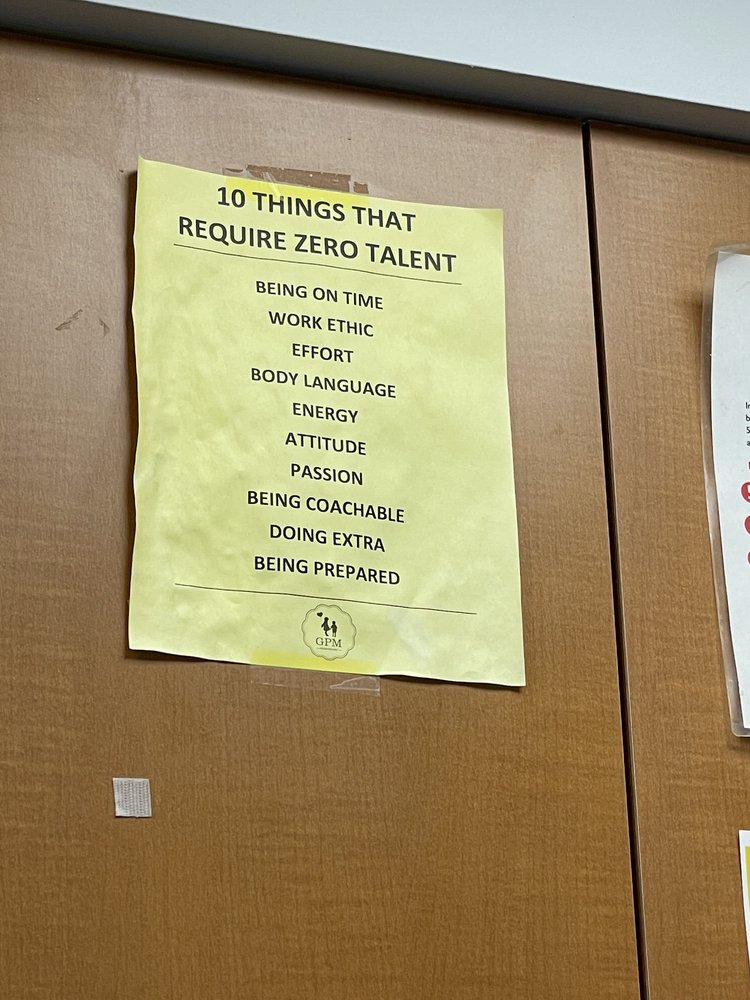 10 THINGS THAT
REQUIRE ZERO TALENT
BEING ON TIME
WORK ETHIC
EFFORT
BODY LANGUAGE
ENERGY
ATTITUDE
PASSION
BEING COACHABLE
DOING EXTRA
BEING PREPARED
GPM